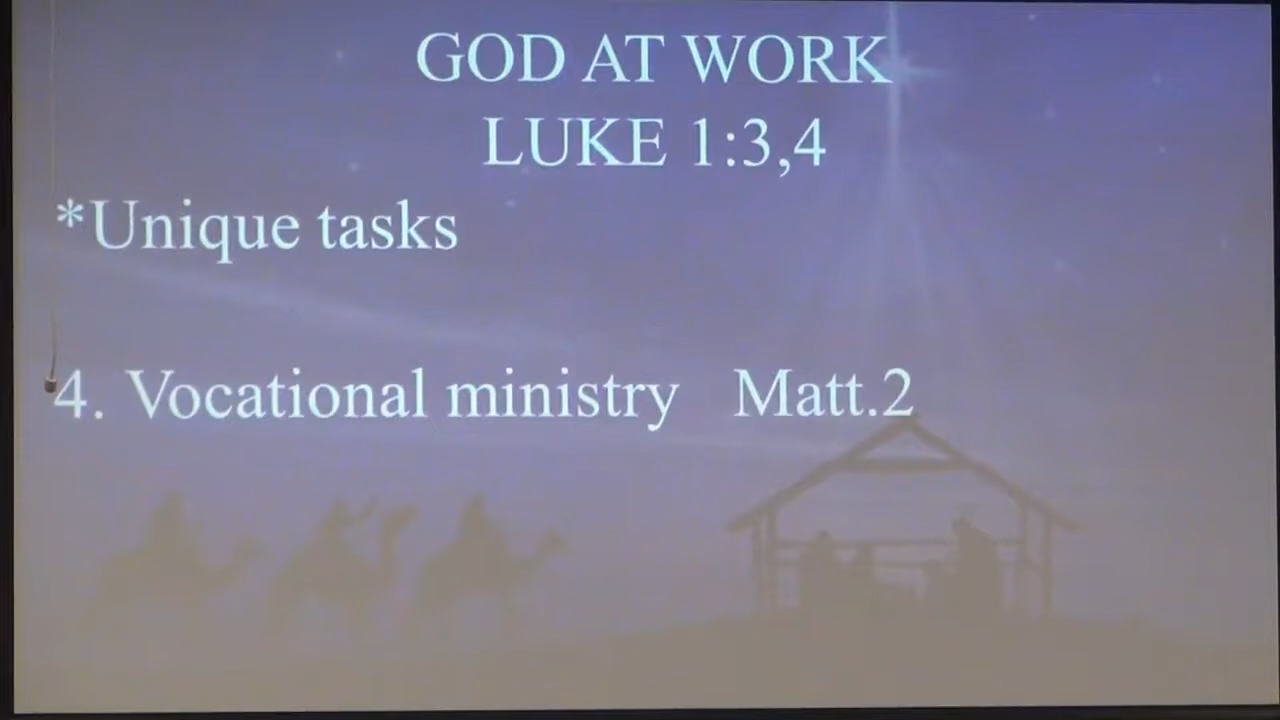 GOD AT WORK
LUKE 1:3,4
*Unique tasks
4. Vocational ministry Matt.2